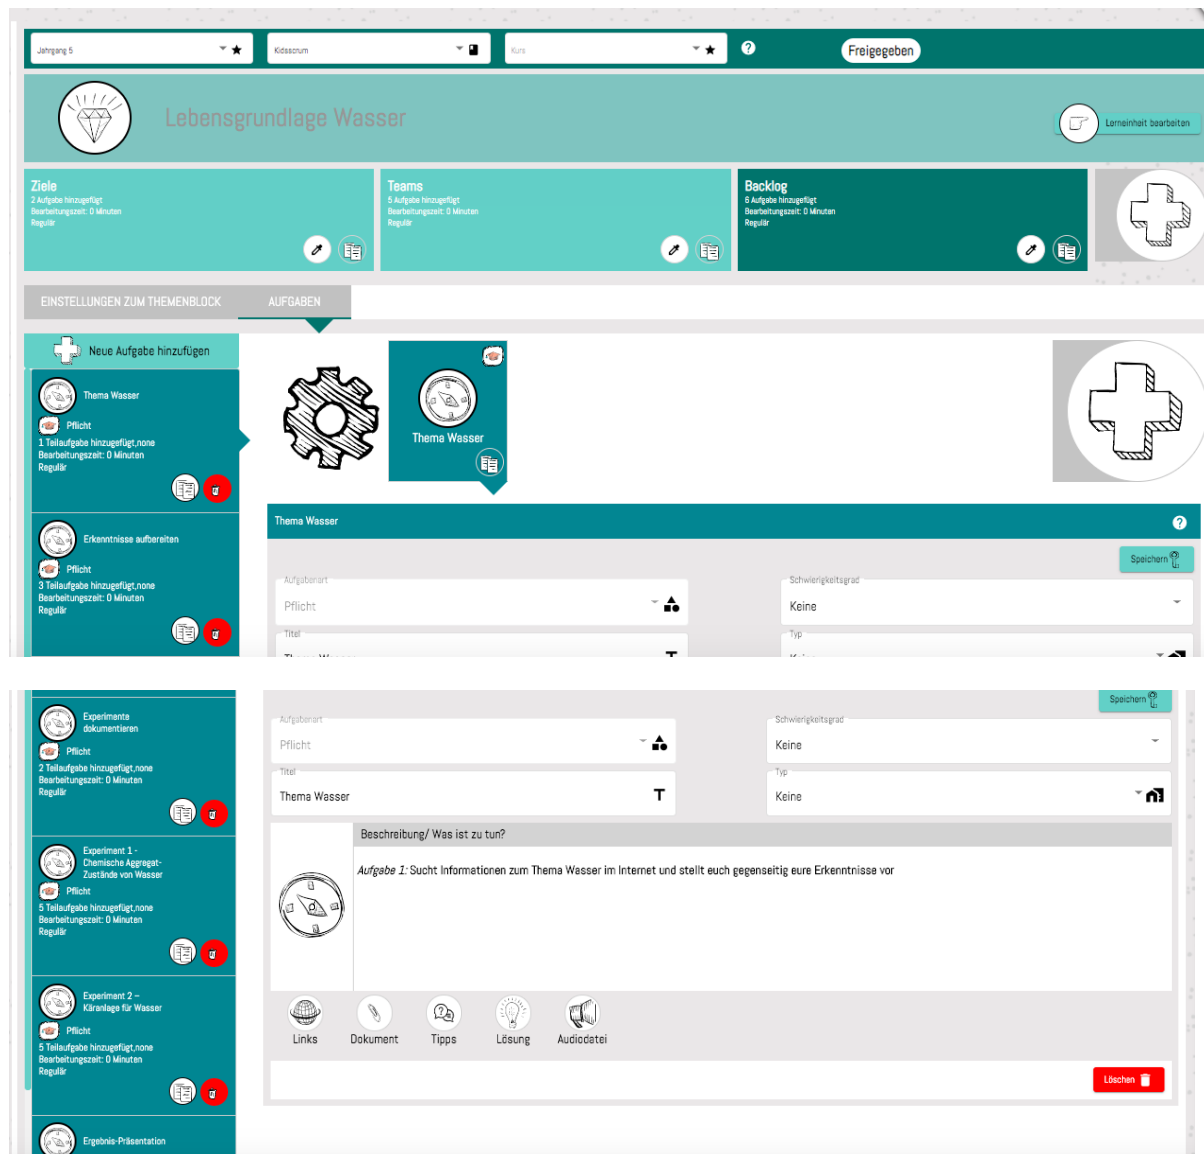 Jahrgang 5
Kidsscrum
Kurs
Freigegeben
Lebensgrundlage Wasser
Lerneinheit bearbeiten
Ziele
2 Aufgabe hinzugefügt
Bearbeitungszeit: 0 Minuten
Regulär
Teams
5 Aufgabe hinzugefügt
Bearbeitungszeit: 0 Minuten
Regulär
Backlog
6 Aufgabe hinzugefügt
Bearbeitungszeit: 0 Minuten
Regulär
EINSTELLUNGEN ZUM THEMENBLOCK
AUFGABEN
Neue Aufgabe hinzufügen
Thema Wasser
Pflicht
1 Teilaufgabe hinzugefügt,none
Bearbeitungszeit: 0 Minuten
Regulär
Erkenntnisse aufbereiten
Pflicht
3 Teilaufgabe hinzugefügt,none
Bearbeitungszeit: 0 Minuten
Regulär
Thema Wasser
Thema Wasser
Speichern
Aufgabenart
Pflicht
Schwierigkeitsgrad
Keine
Titel
Thema Wasser
Typ
Keine
Experimente
dokumentieren
Pflicht
2 Teilaufgabe hinzugefügt,none
Bearbeitungszeit: 0 Minuten
Regulär
Experiment 1 -
Chemische Aggregat-
Zustände von Wasser
Pflicht
5 Teilaufgabe hinzugefügt,none
Bearbeitungszeit: 0 Minuten
Regulär
Experiment 2 –
Käranlage für Wasser
Pflicht
5 Teilaufgabe hinzugefügt,none
Bearbeitungszeit: 0 Minuten
Regulär
Ergebnis-Präsentation
Speichern
Aufgabenart
Pflicht
Schwierigkeitsgrad
Keine
Titel
Thema Wasser
Typ
Keine
Beschreibung/ Was ist zu tun?
Aufgabe 1: Sucht Informationen zum Thema Wasser im Internet und stellt euch gegenseitig eure Erkenntnisse vor
Links
Dokument
Tipps
Lösung
Audiodatei
Löschen